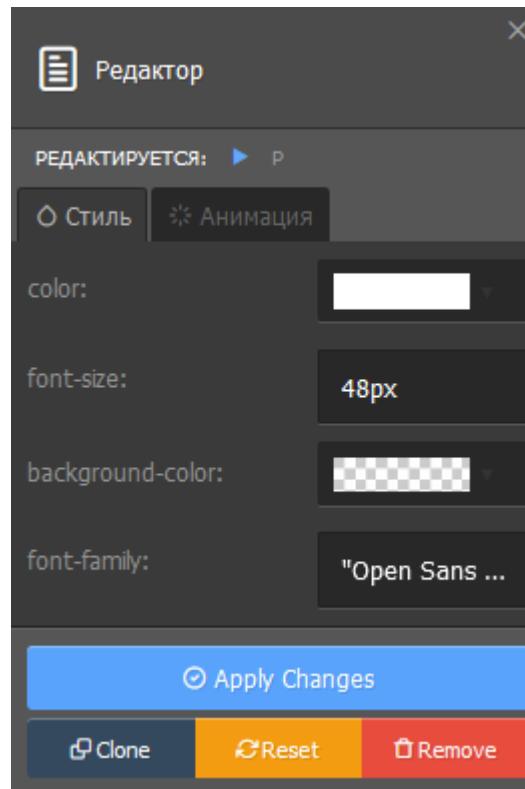 Редактор
РЕДАКТИРУЕТСЯ: P
Стиль Анимация
color:
font-size: 48px
background-color:
font-family: "Open Sans ...
Apply Changes
Clone Reset Remove